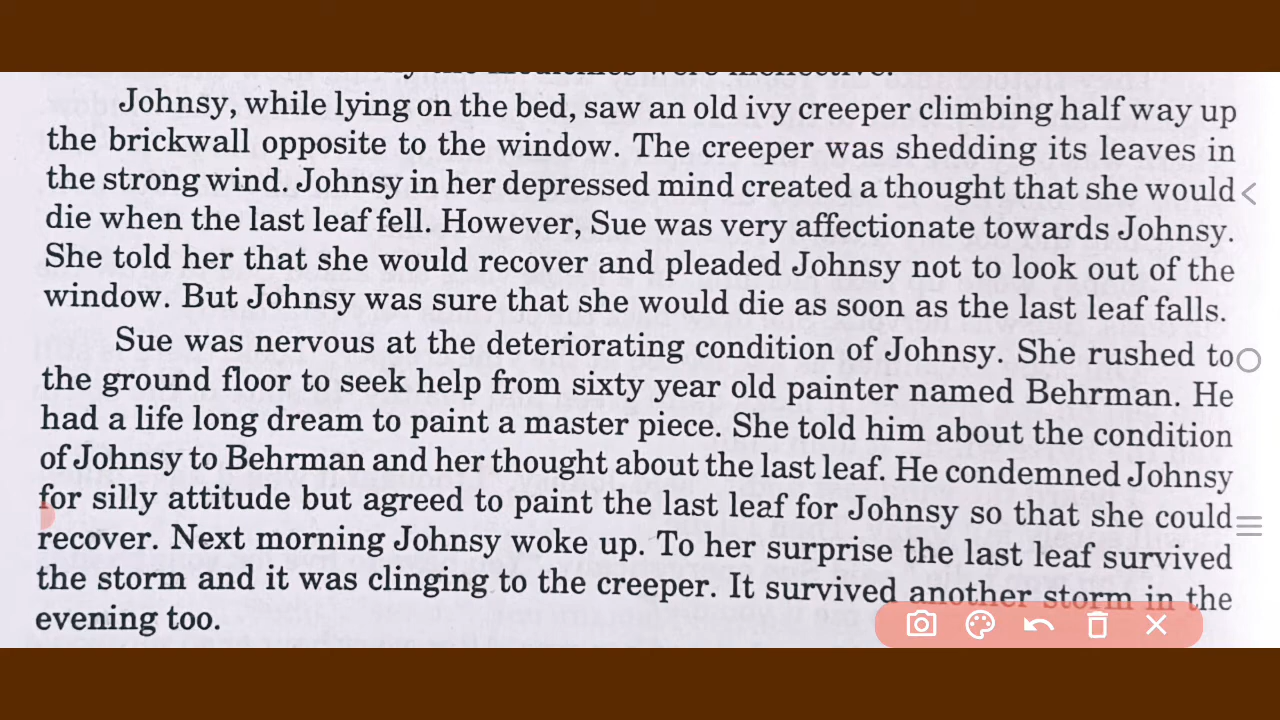 Johnsy, while lying on the bed, saw an old ivy creeper climbing half way up
the brickwall opposite to the window. The creeper was shedding its leaves in
the strong wind. Johnsy in her depressed mind created a thought that she would
die when the last leaf fell. However, Sue was very affectionate towards Johnsy.
She told her that she would recover and pleaded Johnsy not to look out of the
window. But Johnsy was sure that she would die as soon as the last leaf falls.
Sue was nervous at the deteriorating condition of Johnsy. She rushed to
the ground floor to seek help from sixty year old painter named Behrman. He
had a life long dream to paint a master piece. She told him about the condition
of Johnsy to Behrman and her thought about the last leaf. He condemned Johnsy
for silly attitude but agreed to paint the last leaf for Johnsy so that she could
recover. Next morning Johnsy woke up. To her surprise the last leaf survived
the storm and it was clinging to the creeper. It survived another storm in the
evening too.